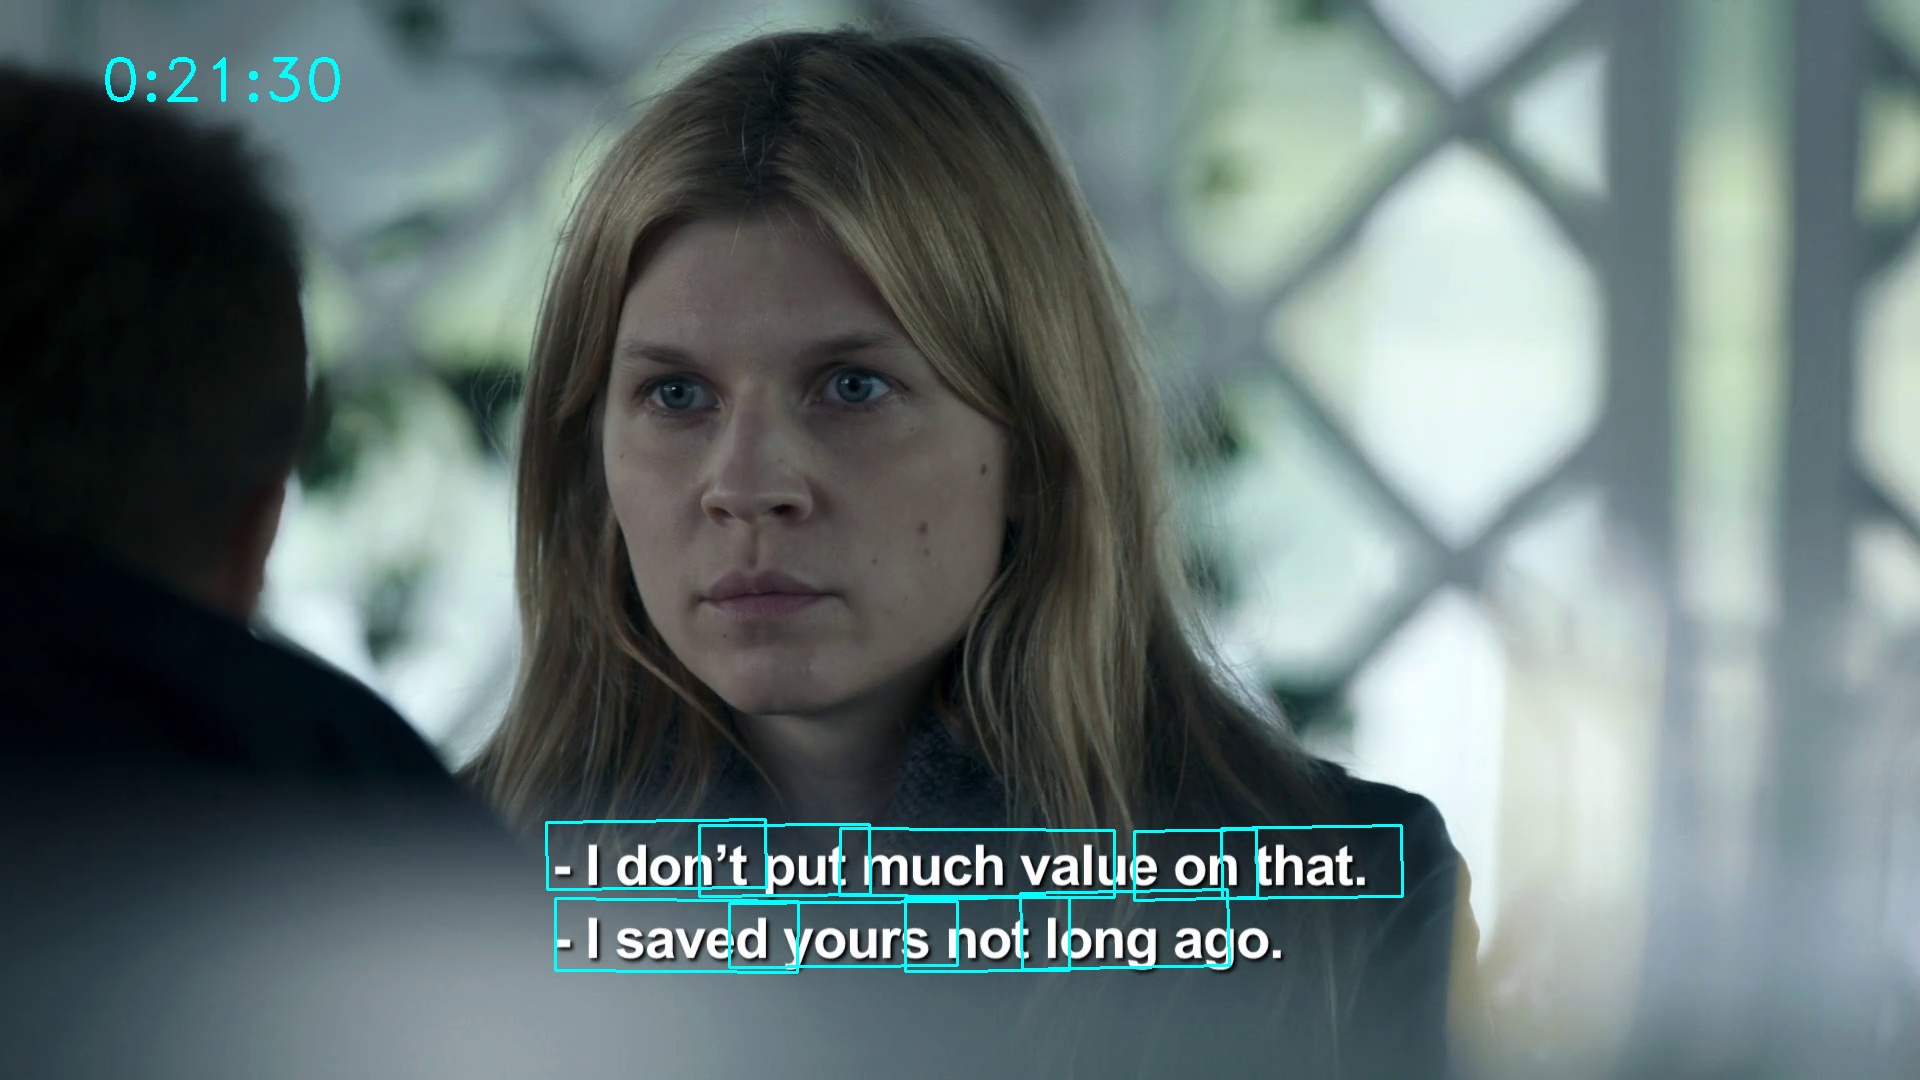 0:21:30
- I don’t put much value on that.
- I saved yours not long ago.